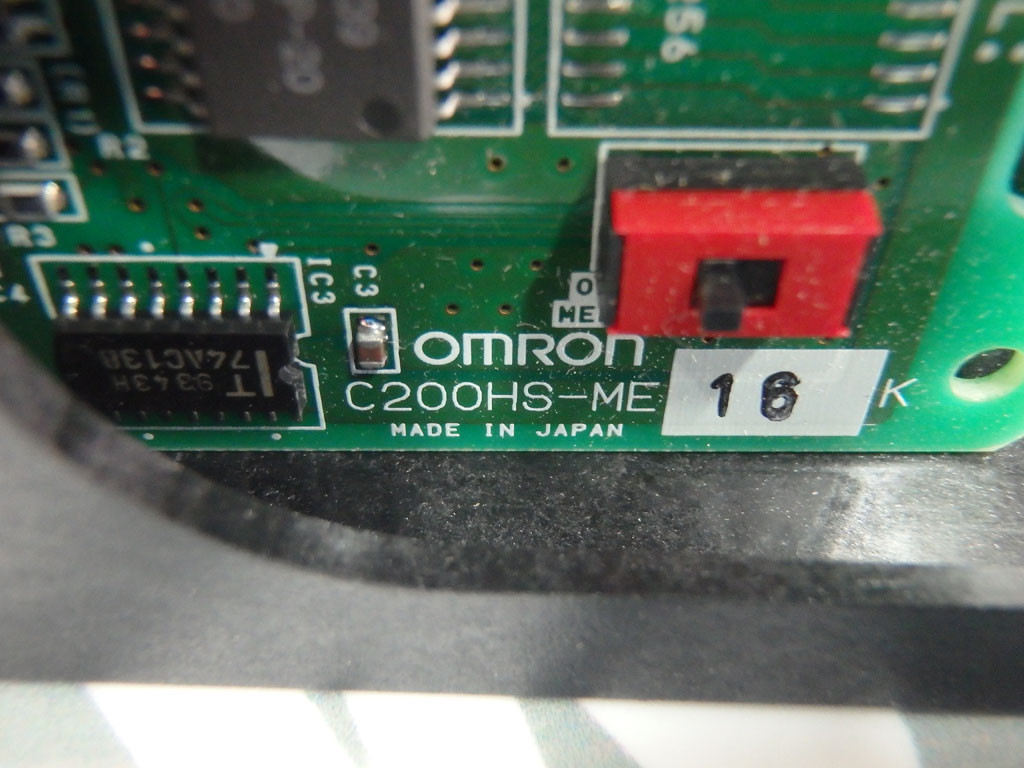 R2
R3
IC3
C3
T 9343H
74AC138
ME
OMRON
C200HS-ME 16 K
MADE IN JAPAN